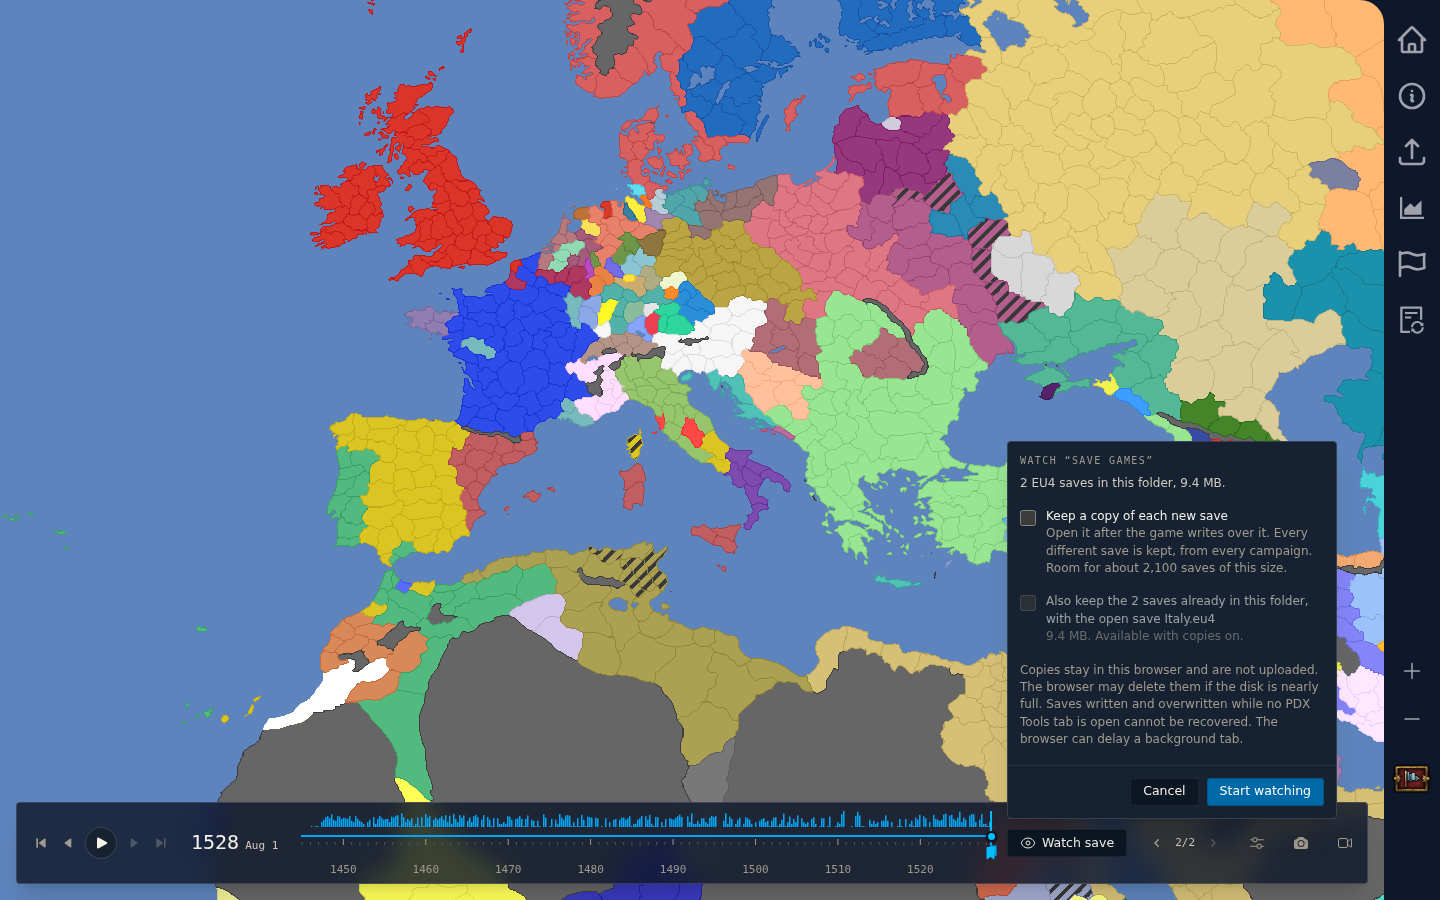 WATCH “SAVE GAMES”
2 EU4 saves in this folder, 9.4 MB.
Keep a copy of each new save
Open it after the game writes over it. Every
different save is kept, from every campaign.
Room for about 2,100 saves of this size.
Also keep the 2 saves already in this folder,
with the open save Italy.eu4
9.4 MB. Available with copies on.
Copies stay in this browser and are not uploaded.
The browser may delete them if the disk is nearly
full. Saves written and overwritten while no PDX
Tools tab is open cannot be recovered. The
browser can delay a background tab.
Cancel
Start watching
1528 Aug 1
Watch save
2/2
1450
1460
1470
1480
1490
1500
1510
1520